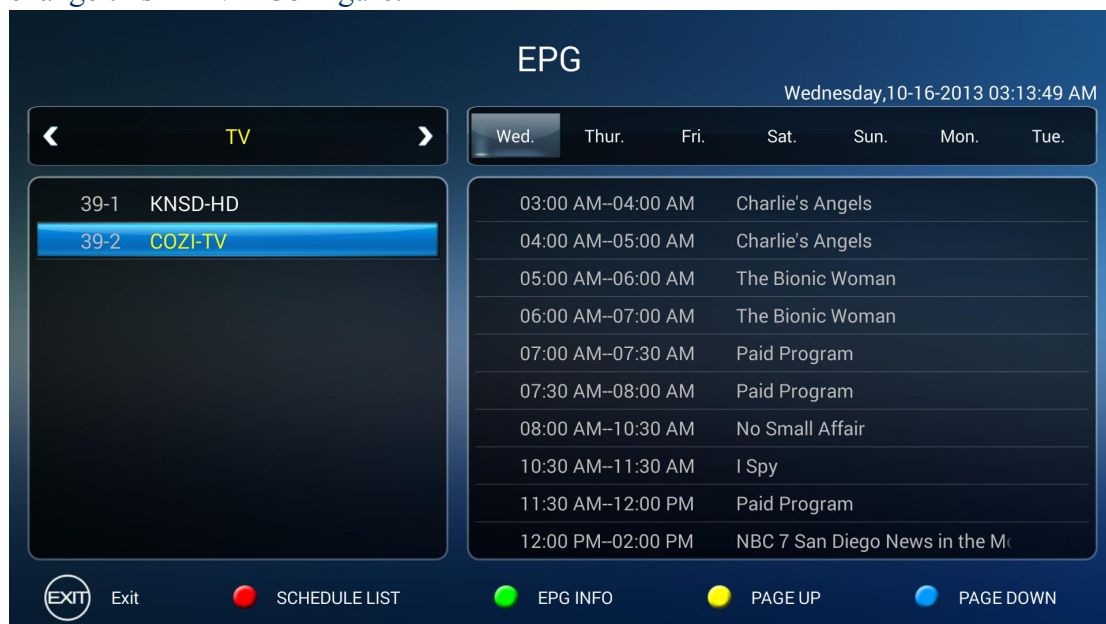 EPG
Wednesday,10-16-2013 03:13:49 AM
TV
Wed. Thur. Fri. Sat. Sun. Mon. Tue.
39-1 KNSD-HD
39-2 COZI-TV
03:00 AM--04:00 AM Charlie's Angels
04:00 AM--05:00 AM Charlie's Angels
05:00 AM--06:00 AM The Bionic Woman
06:00 AM--07:00 AM The Bionic Woman
07:00 AM--07:30 AM Paid Program
07:30 AM--08:00 AM Paid Program
08:00 AM--10:30 AM No Small Affair
10:30 AM--11:30 AM I Spy
11:30 AM--12:00 PM Paid Program
12:00 PM--02:00 PM NBC 7 San Diego News in the
EXIT Exit SCHEDULE LIST EPG INFO PAGE UP PAGE DOWN